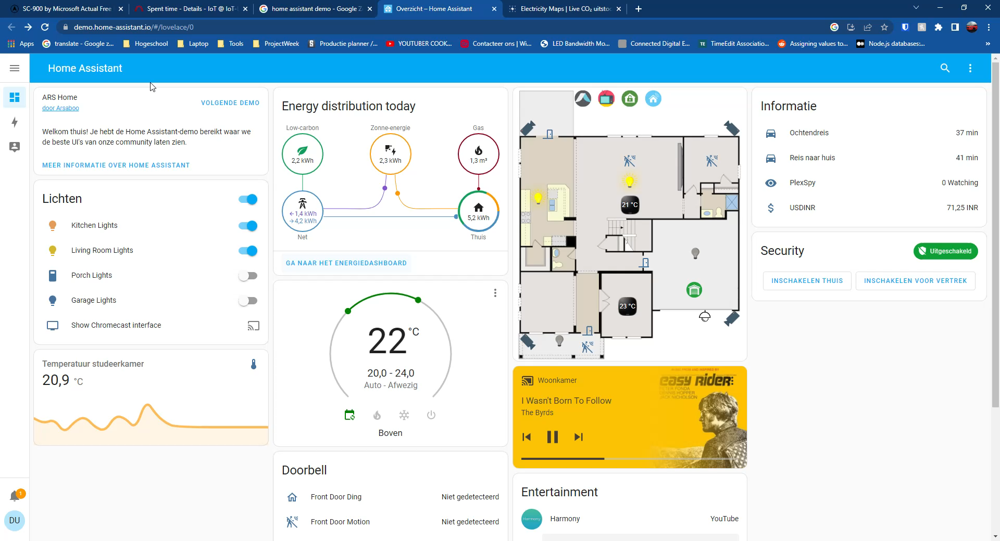 SC-900 by Microsoft Actual Free
Spent time - Details - IoT @ IoT-
home assistant demo - Google Z
Overzicht – Home Assistant
Electricity Maps | Live CO₂ uitsto
demo.home-assistant.io/#/lovelace/0
Apps
translate - Google z...
Hogeschool
Laptop
Tools
ProjectWeek
Productie planner /...
YOUTUBER COOK...
Contacteer ons | Wi...
LED Bandwidth Mo...
Connected Digital E...
TE
TimeEdit Associatio...
Assigning values to...
Node.js databases:...
»
Home Assistant
ARS Home
door Arsaboo
VOLGENDE DEMO
Welkom thuis! Je hebt de Home Assistant-demo bereikt waar we
de beste UI's van onze community laten zien.
MEER INFORMATIE OVER HOME ASSISTANT
Lichten
Kitchen Lights
Living Room Lights
Porch Lights
Garage Lights
Show Chromecast interface
Temperatuur studeerkamer
20,9 °C
1
DU
Energy distribution today
Low-carbon
Zonne-energie
Gas
2,2 kWh
2,3 kWh
1,3 m³
←1,4 kWh
→4,2 kWh
5,2 kWh
Net
Thuis
GA NAAR HET ENERGIEDASHBOARD
22 °C
20,0 - 24,0
Auto - Afwezig
Boven
Doorbell
Front Door Ding
Niet gedetecteerd
Front Door Motion
Niet gedetecteerd
21 °C
23 °C
Woonkamer
I Wasn't Born To Follow
The Byrds
MUSIC FROM AND INSPIRED BY
easy rider:
PETER FONDA
DENNIS HOPPER
JACK NICHOLSON
Entertainment
Harmony
Harmony
YouTube
Informatie
Ochtendreis
37 min
Reis naar huis
41 min
PlexSpy
0 Watching
USDINR
71,25 INR
Security
Uitgeschakeld
INSCHAKELEN THUIS
INSCHAKELEN VOOR VERTREK